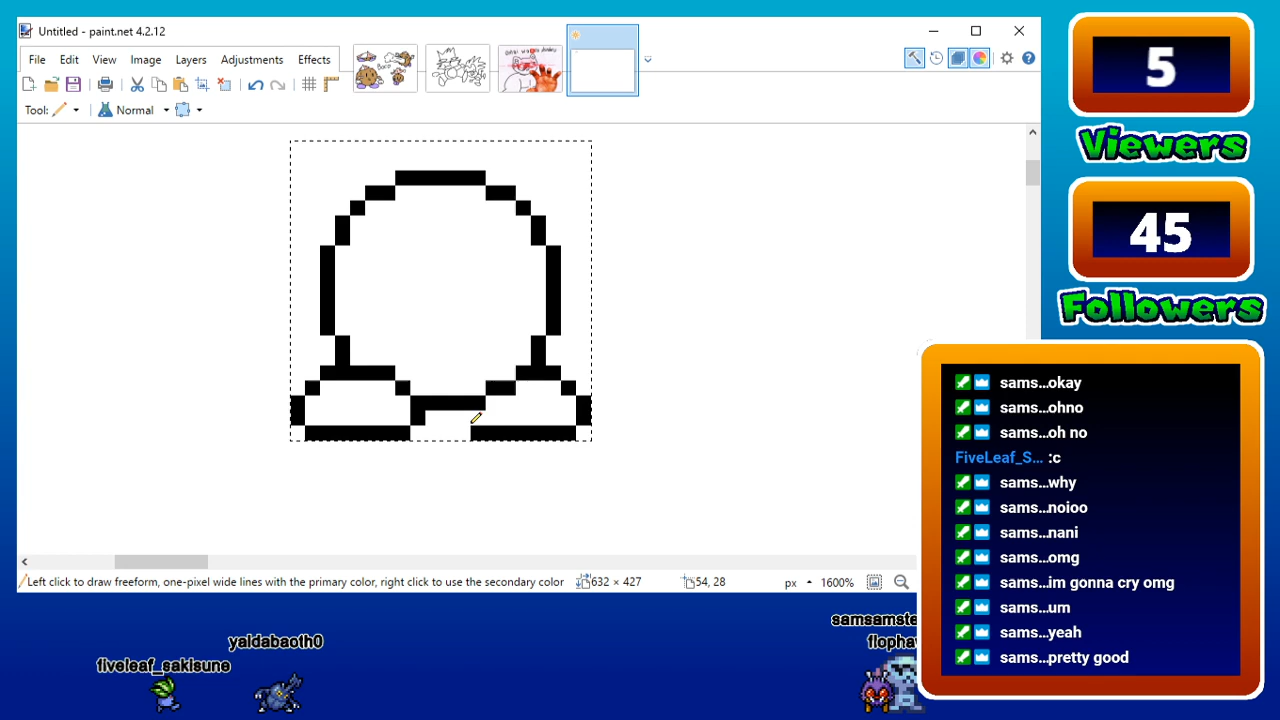 Untitled - paint.net 4.2.12
File Edit View Image Layers Adjustments Effects
Tool: Normal
Left click to draw freeform, one-pixel wide lines with the primary color, right click to use the secondary color 632 × 427 54, 28 px 1600%
5
Viewers
45
Followers
sams...okay
sams...ohno
sams...oh no
FiveLeaf_S... :c
sams...why
sams...noioo
sams...nani
sams...omg
sams...im gonna cry omg
sams...um
sams...yeah
sams...pretty good
yaldabaoth0
fiveleaf_sakisune
samsamste
flopha